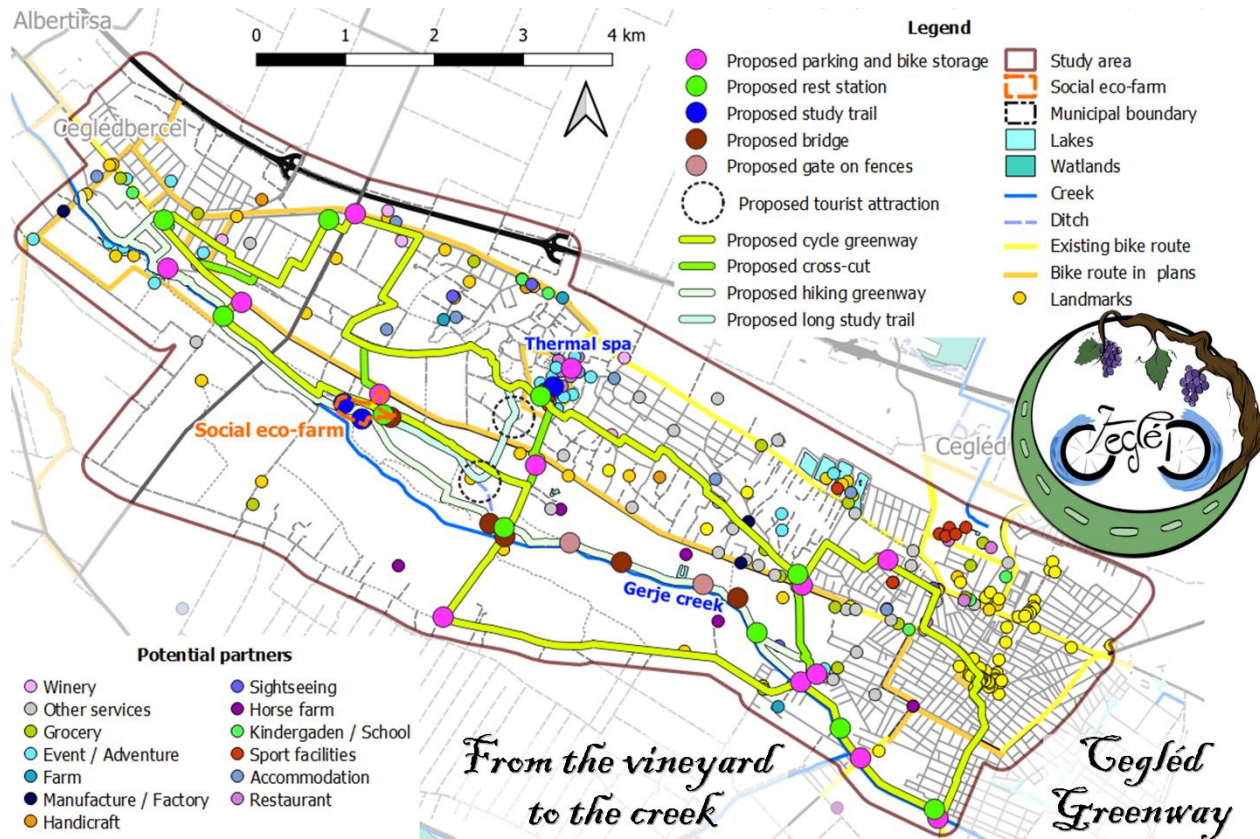 Albertirsa
0 1 2 3 4 km
Ceglédbercel
Legend
Proposed parking and bike storage
Proposed rest station
Proposed study trail
Proposed bridge
Proposed gate on fences
Proposed tourist attraction
Proposed cycle greenway
Proposed cross-cut
Proposed hiking greenway
Proposed long study trail
Study area
Social eco-farm
Municipal boundary
Lakes
Watlands
Creek
Ditch
Existing bike route
Bike route in plans
Landmarks
Thermal spa
Social eco-farm
Cegléd
Gerje creek
Potential partners
Winery
Other services
Grocery
Event / Adventure
Farm
Manufacture / Factory
Handicraft
Sightseeing
Horse farm
Kindergaden / School
Sport facilities
Accommodation
Restaurant
From the vineyard
to the creek
Cegléd
Greenway